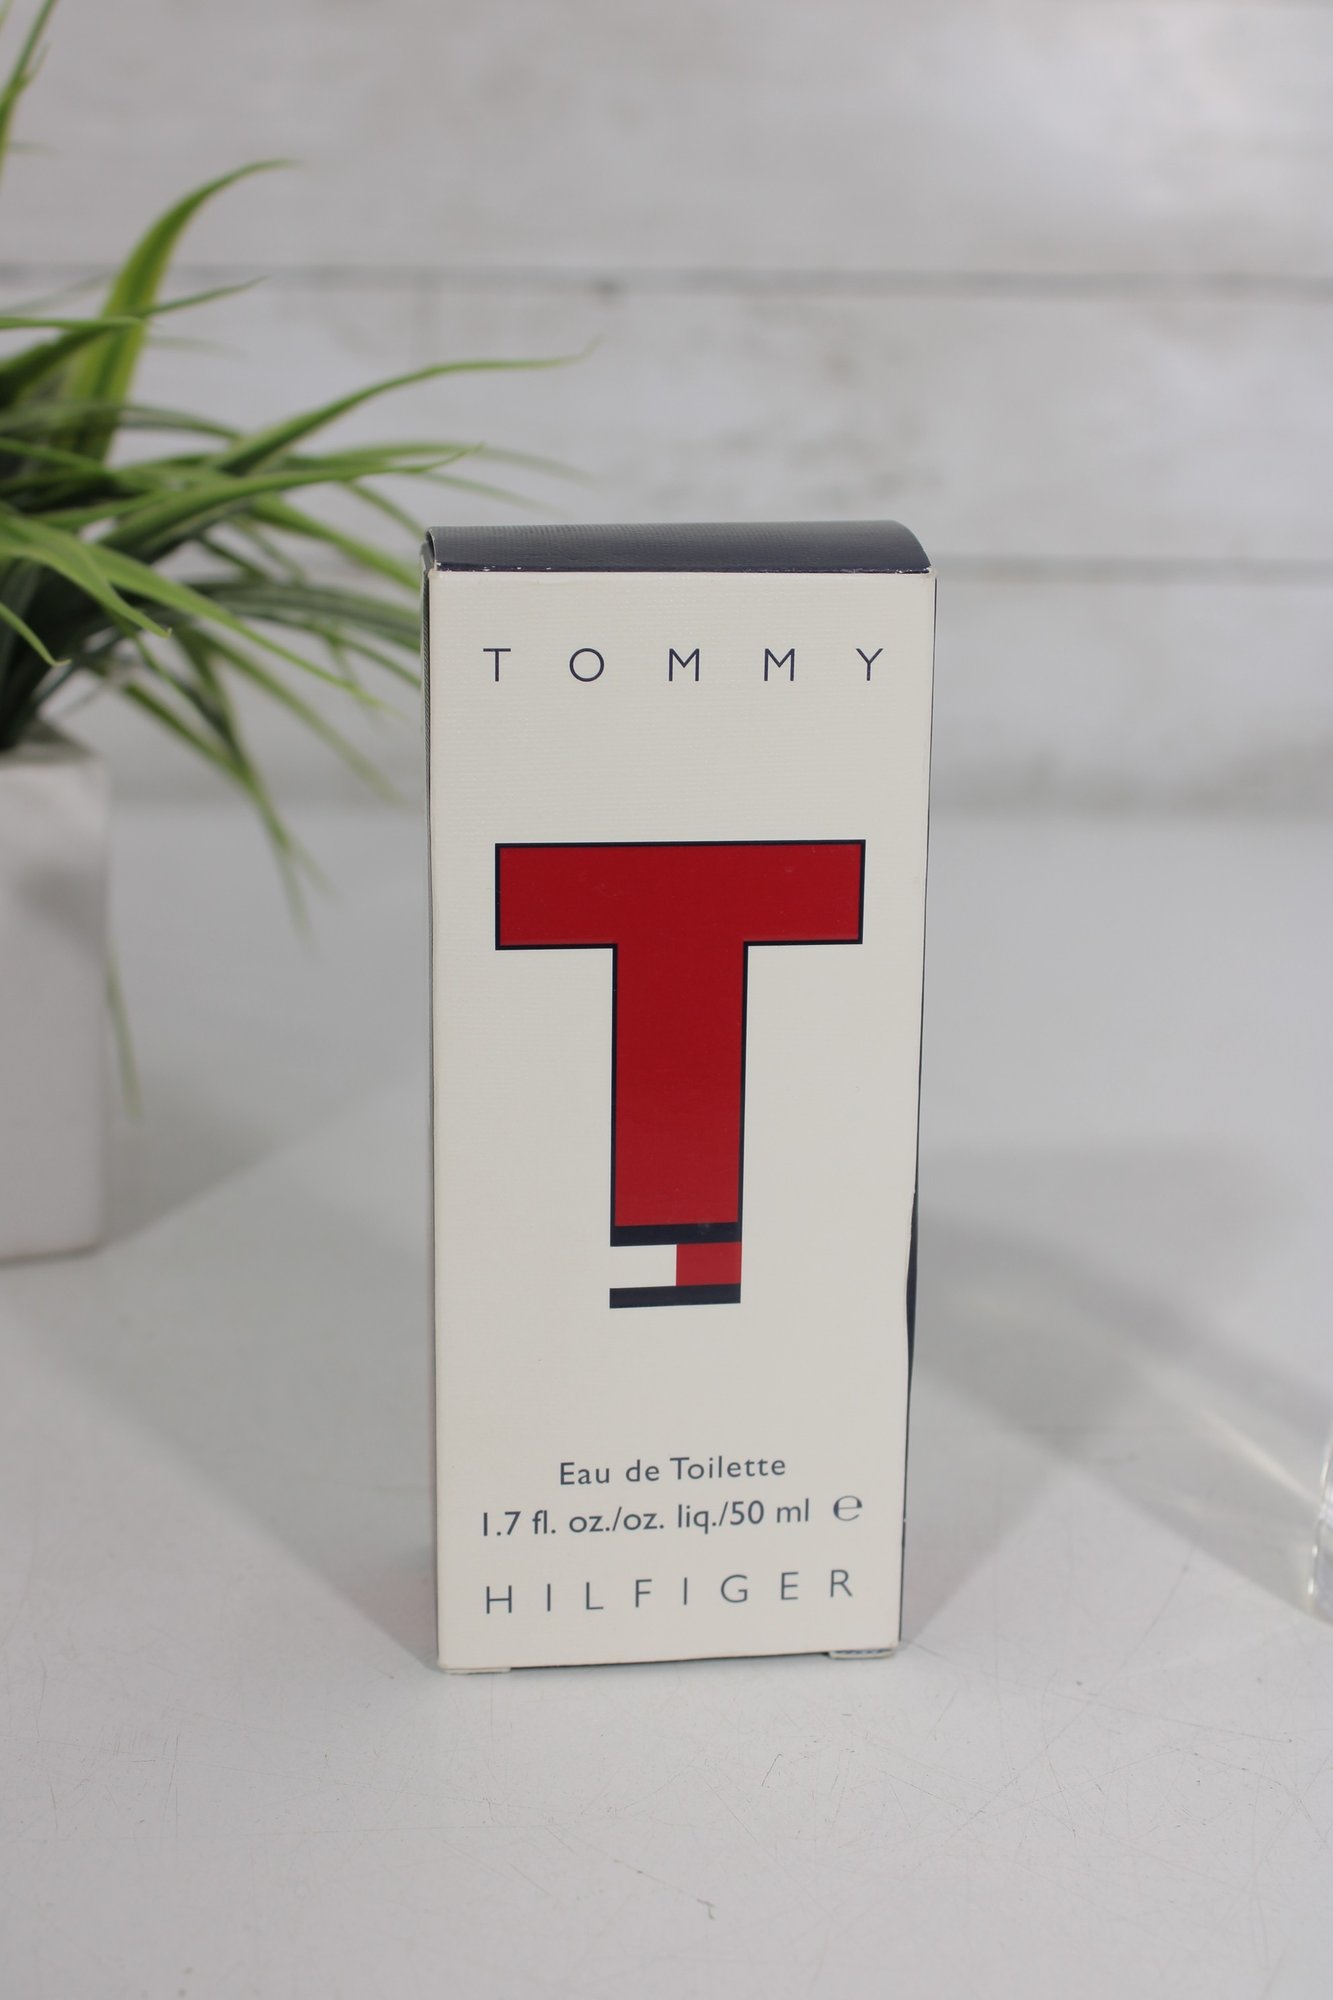 TOMMY
T
Eau de Toilette
1.7 fl. oz./oz. liq./50 ml ℮
HILFIGER